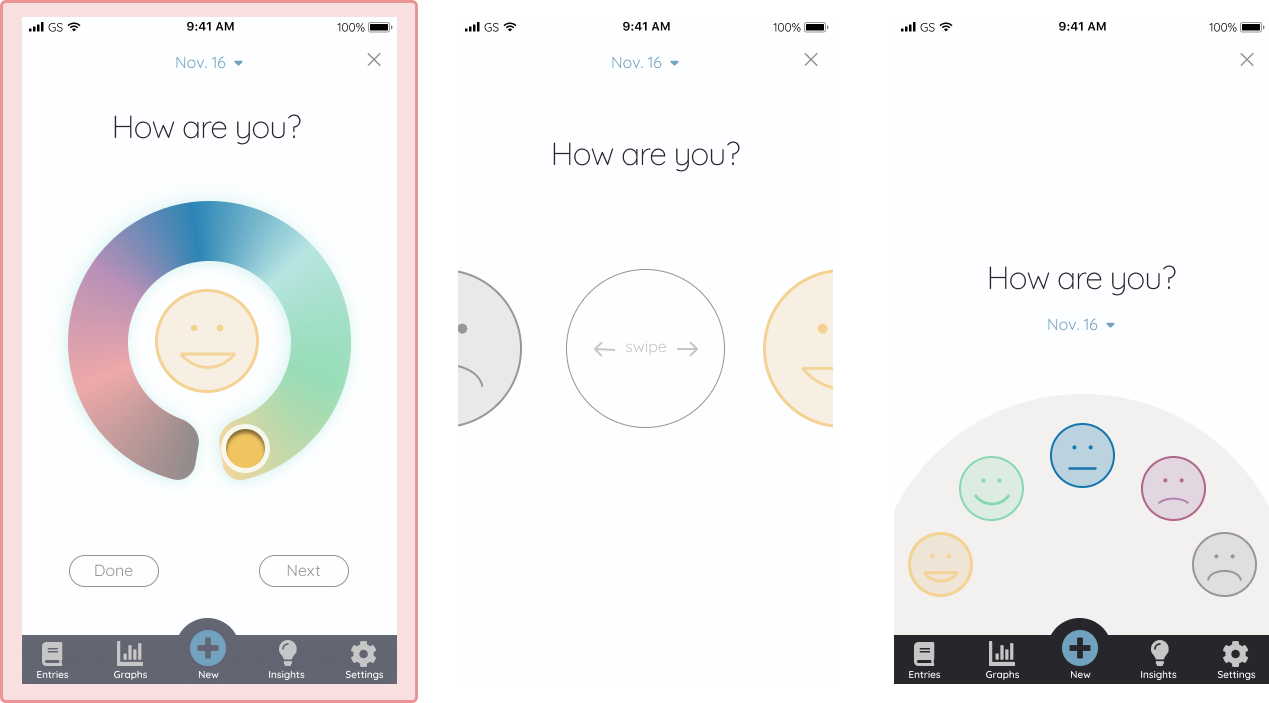 GS 9:41 AM 100%
Nov. 16
How are you?
Done Next
Entries Graphs New Insights Settings
GS 9:41 AM 100%
Nov. 16
How are you?
swipe
GS 9:41 AM 100%
How are you?
Nov. 16
Entries Graphs New Insights Settings